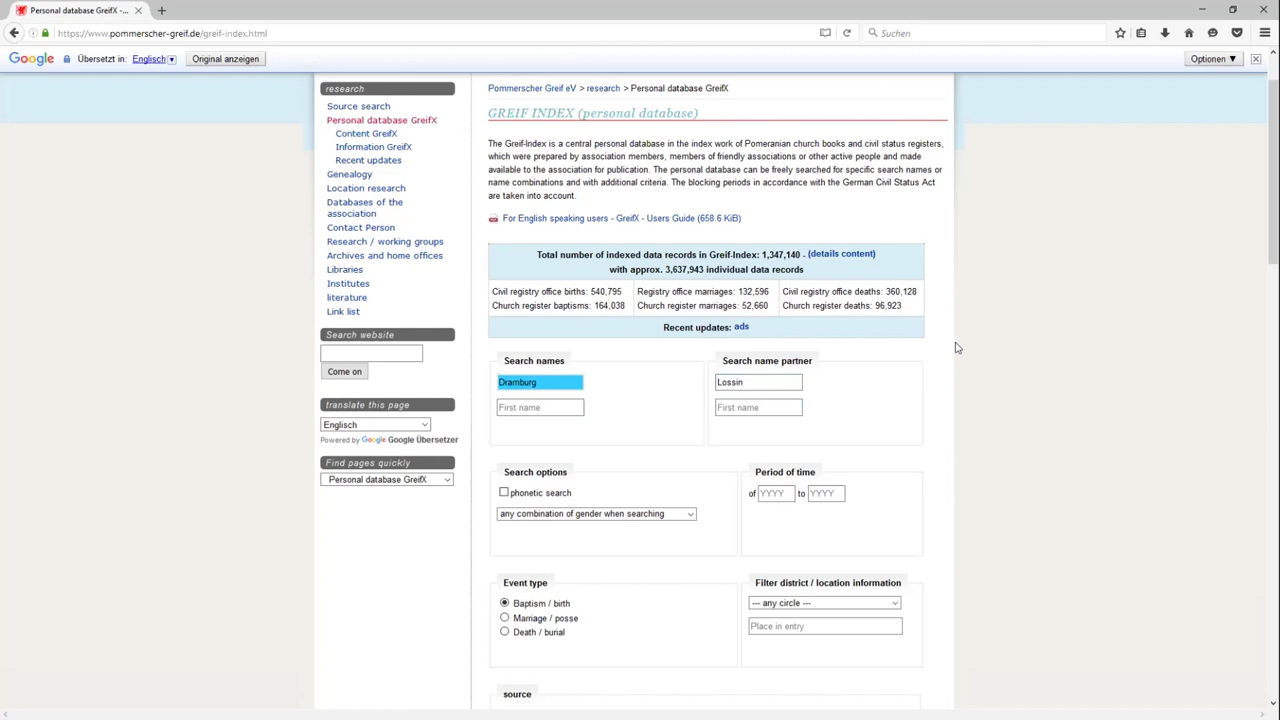 Personal database GreifX -...
https://www.pommerscher-greif.de/greif-index.html
Suchen
Google Übersetzt in: Englisch Original anzeigen Optionen
research
Source search
Personal database GreifX
Content GreifX
Information GreifX
Recent updates
Genealogy
Location research
Databases of the
association
Contact Person
Research / working groups
Archives and home offices
Libraries
Institutes
literature
Link list
Search website
Come on
translate this page
Englisch
Powered by Google Google Übersetzer
Find pages quickly
Personal database GreifX
Pommerscher Greif eV > research > Personal database GreifX
GREIF INDEX (personal database)
The Greif-Index is a central personal database in the index work of Pomeranian church books and civil status registers,
which were prepared by association members, members of friendly associations or other active people and made
available to the association for publication. The personal database can be freely searched for specific search names or
name combinations and with additional criteria. The blocking periods in accordance with the German Civil Status Act
are taken into account.
For English speaking users - GreifX - Users Guide (658.6 KiB)
Total number of indexed data records in Greif-Index: 1,347,140 - (details content)
with approx. 3,637,943 individual data records
Civil registry office births: 540,795 Registry office marriages: 132,596 Civil registry office deaths: 360,128
Church register baptisms: 164,038 Church register marriages: 52,660 Church register deaths: 96,923
Recent updates: ads
Search names Search name partner
Dramburg Lossin
First name First name
Search options Period of time
phonetic search of YYYY to YYYY
any combination of gender when searching
Event type Filter district / location information
Baptism / birth --- any circle ---
Marriage / posse Place in entry
Death / burial
source